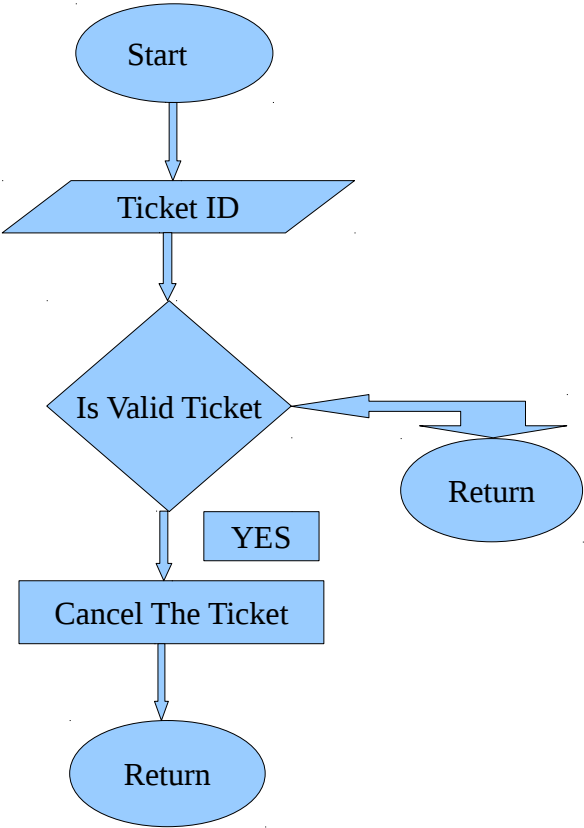 Start
Ticket ID
Is Valid Ticket
Return
YES
Cancel The Ticket
Return